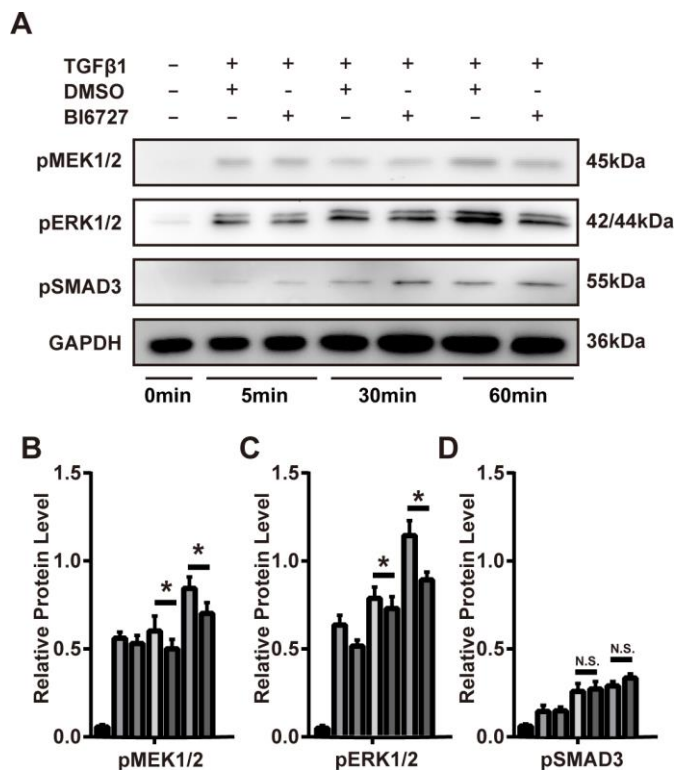 A
TGFβ1 – + + + + + +
DMSO – + - + - + -
BI6727 – - + - + - +
pMEK1/2 45kDa
pERK1/2 42/44kDa
pSMAD3 55kDa
GAPDH 36kDa
0min 5min 30min 60min
B
Relative Protein Level
1.5
1.0
0.5
0.0
*
*
pMEK1/2
C
Relative Protein Level
1.5
1.0
0.5
0.0
*
*
pERK1/2
D
Relative Protein Level
1.5
1.0
0.5
0.0
N.S. N.S.
pSMAD3